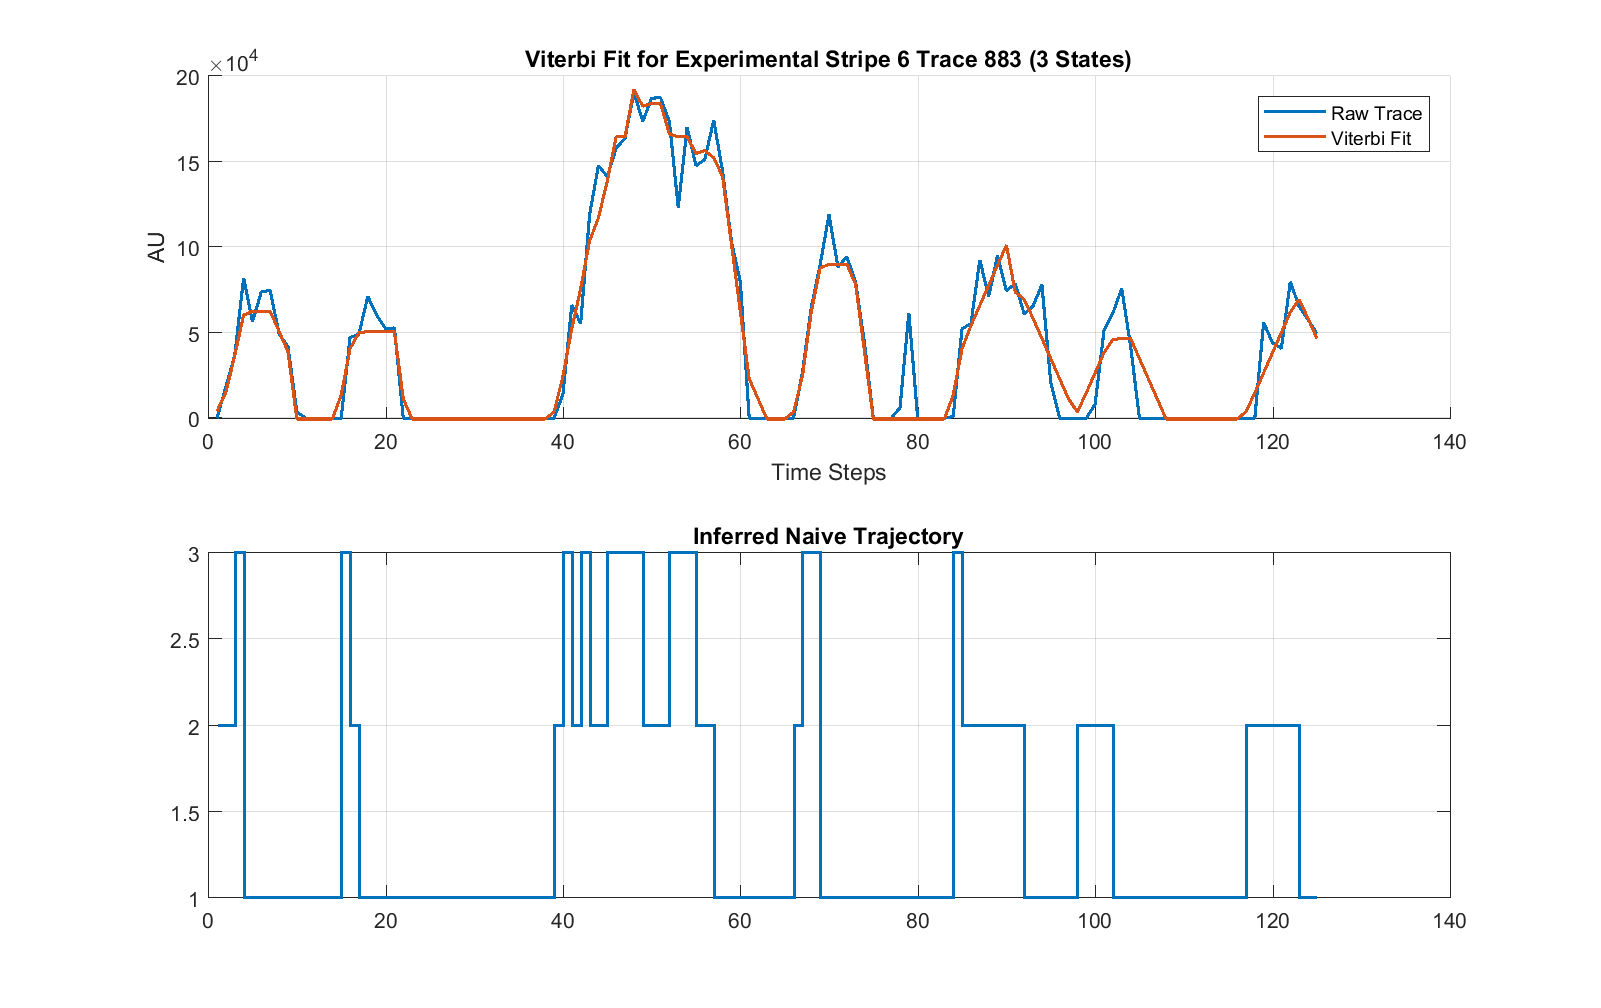 Viterbi Fit for Experimental Stripe 6 Trace 883 (3 States)
×10^4
20
15
10
5
0
AU
Raw Trace
Viterbi Fit
0 20 40 60 80 100 120 140
Time Steps
Inferred Naive Trajectory
3
2.5
2
1.5
1
0 20 40 60 80 100 120 140